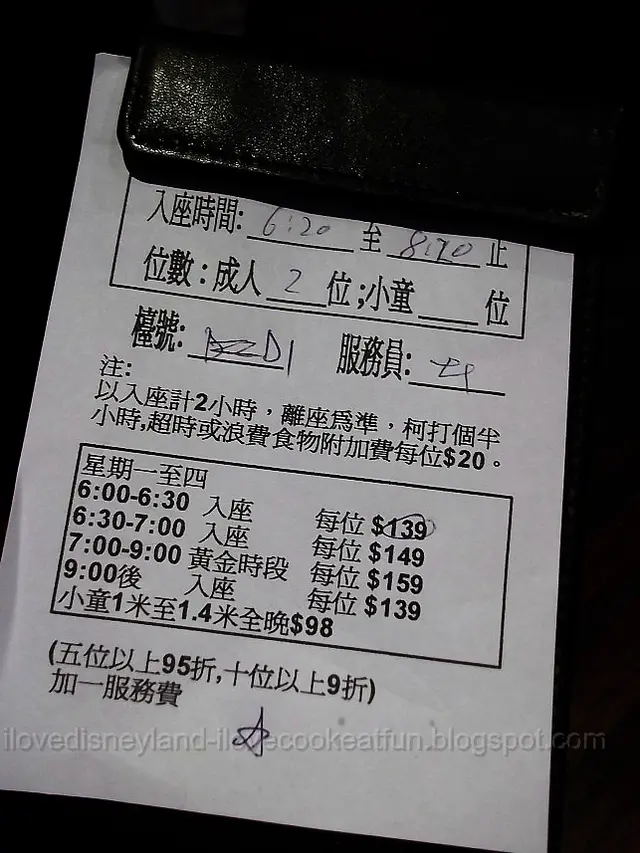 入座時間: 6:20 至 8:20 止
位數：成人 2 位;小童 位
檯號: D1 服務員:
注:
以入座計2小時，離座爲準，柯打個半
小時,超時或浪費食物附加費每位$20。
星期一至四
6:00-6:30 入座 每位 $139
6:30-7:00 入座 每位 $149
7:00-9:00 黃金時段 每位 $159
9:00後 入座 每位 $139
小童1米至1.4米全晚$98
(五位以上95折,十位以上9折)
加一服務費
ilovedisneyland-ilovecookeatfun.blogspot.com